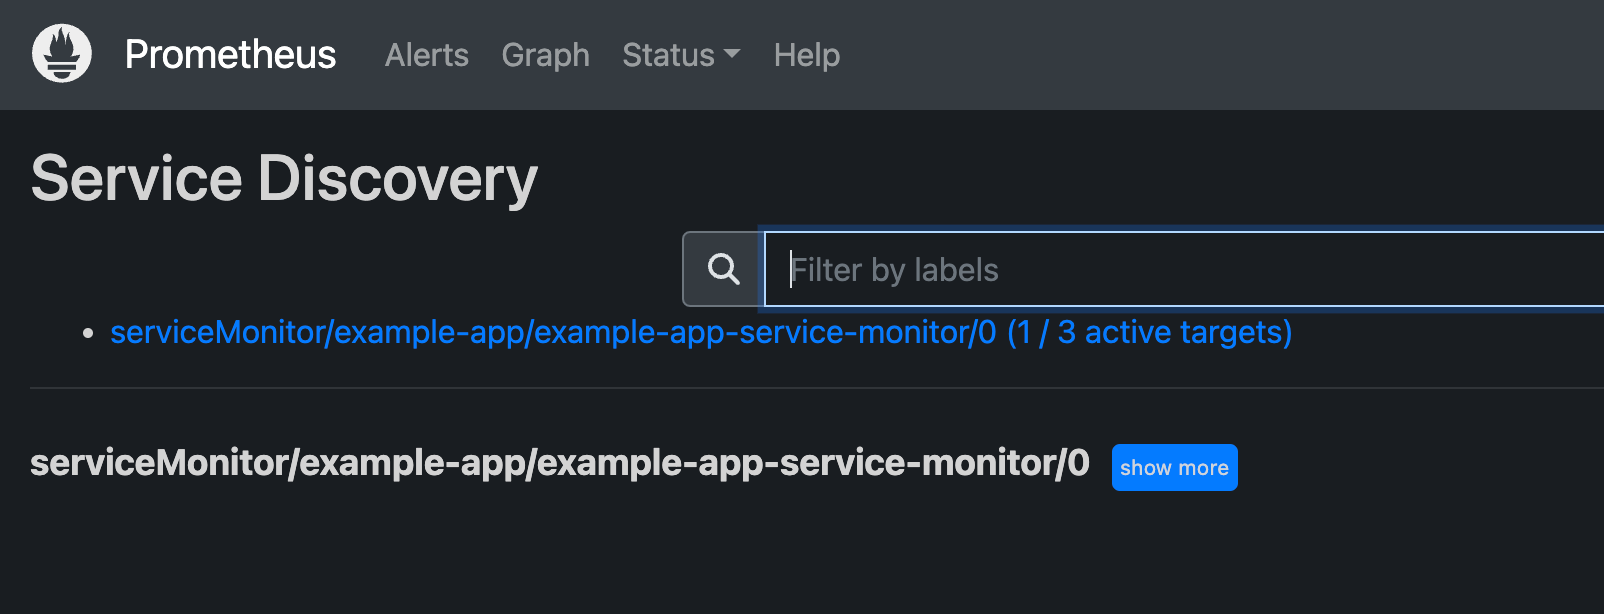 Prometheus Alerts Graph Status Help
Service Discovery
Filter by labels
serviceMonitor/example-app/example-app-service-monitor/0 (1 / 3 active targets)
serviceMonitor/example-app/example-app-service-monitor/0 show more